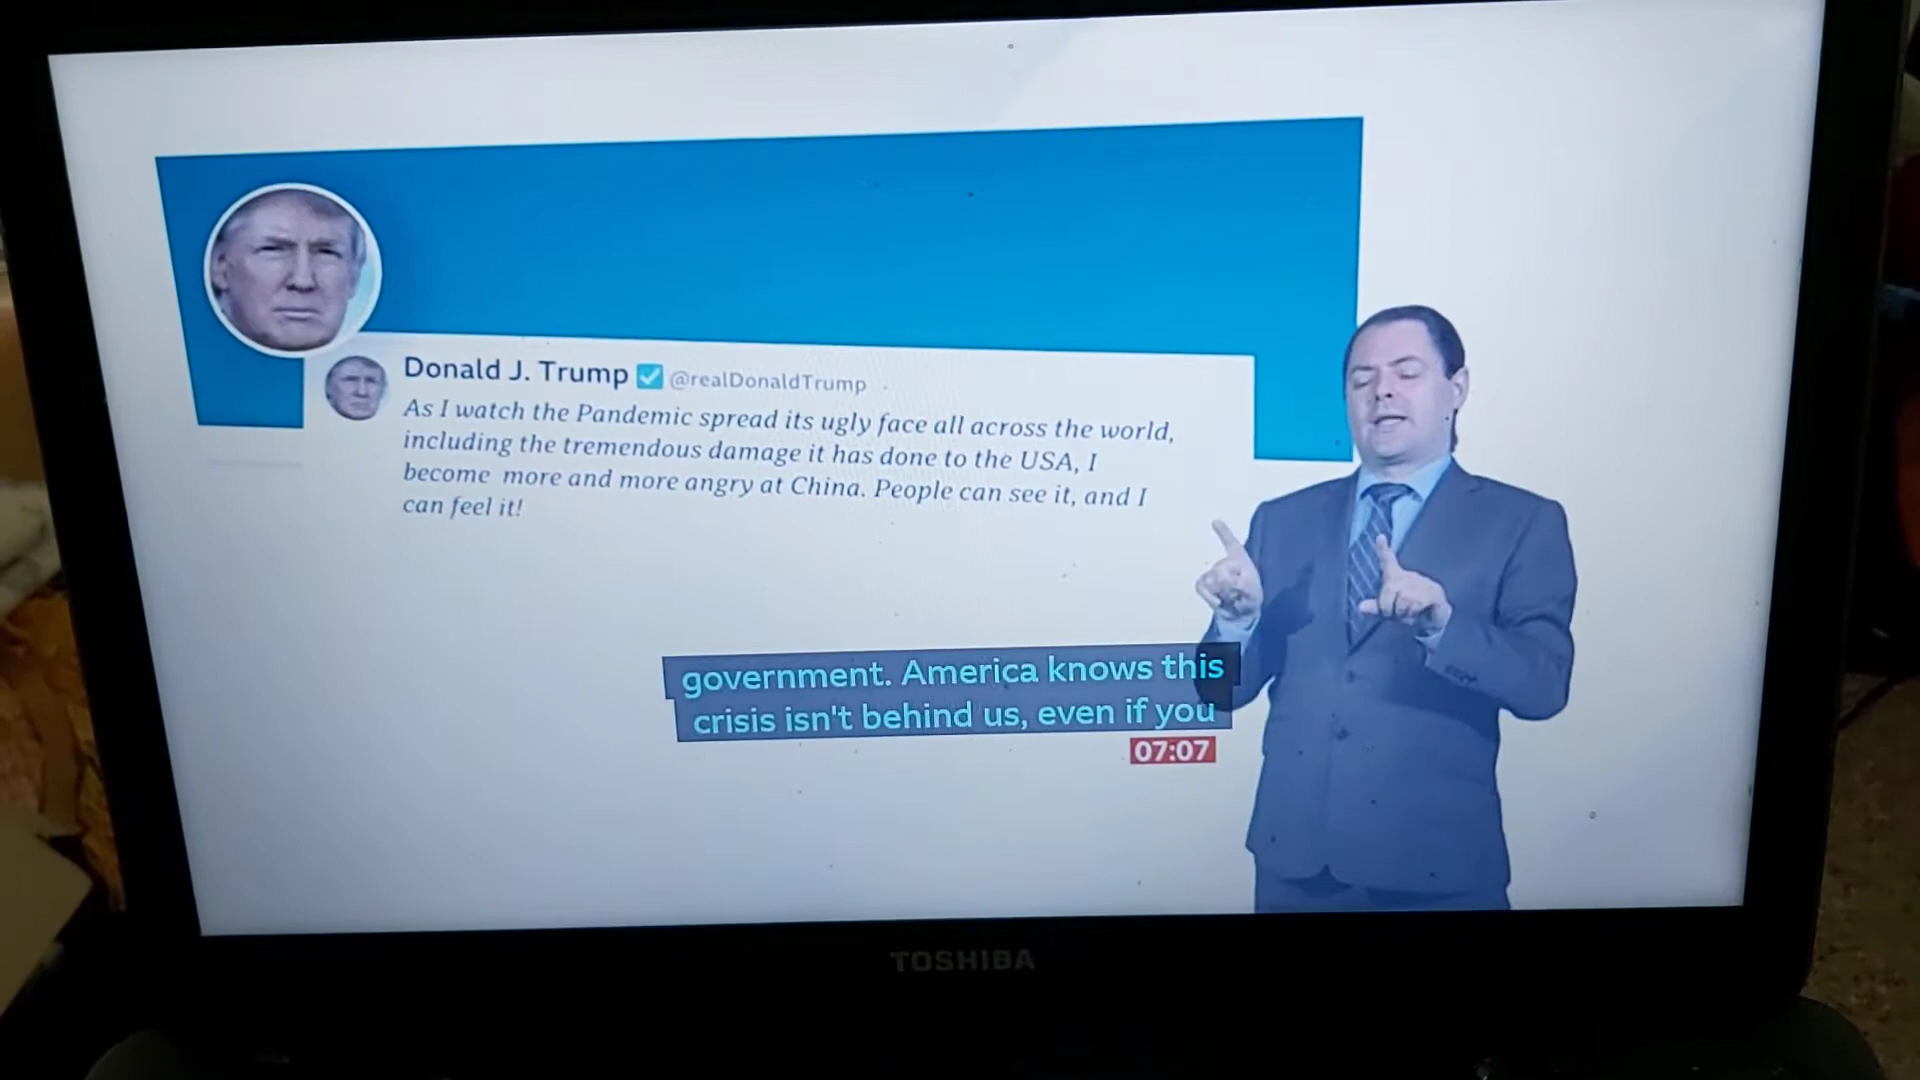 Donald J. Trump @realDonaldTrump
As I watch the Pandemic spread its ugly face all across the world,
including the tremendous damage it has done to the USA, I
become more and more angry at China. People can see it, and I
can feel it!
government. America knows this
crisis isn't behind us, even if you
07:07
TOSHIBA